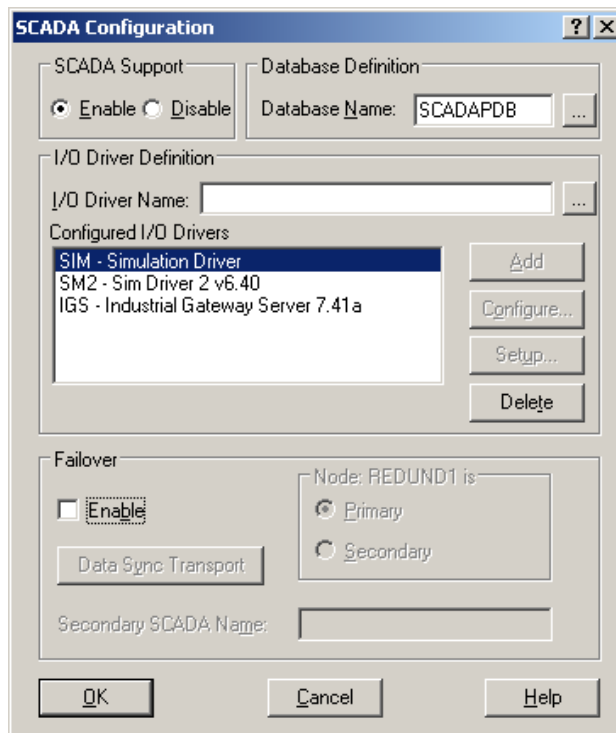 SCADA Configuration
SCADA Support
Enable Disable
Database Definition
Database Name: SCADAPDB ...
I/O Driver Definition
I/O Driver Name: ...
Configured I/O Drivers
SIM - Simulation Driver
SM2 - Sim Driver 2 v6.40
IGS - Industrial Gateway Server 7.41a
Add
Configure...
Setup...
Delete
Failover
Enable
Data Sync Transport
Node: REDUND1 is
Primary
Secondary
Secondary SCADA Name:
OK Cancel Help